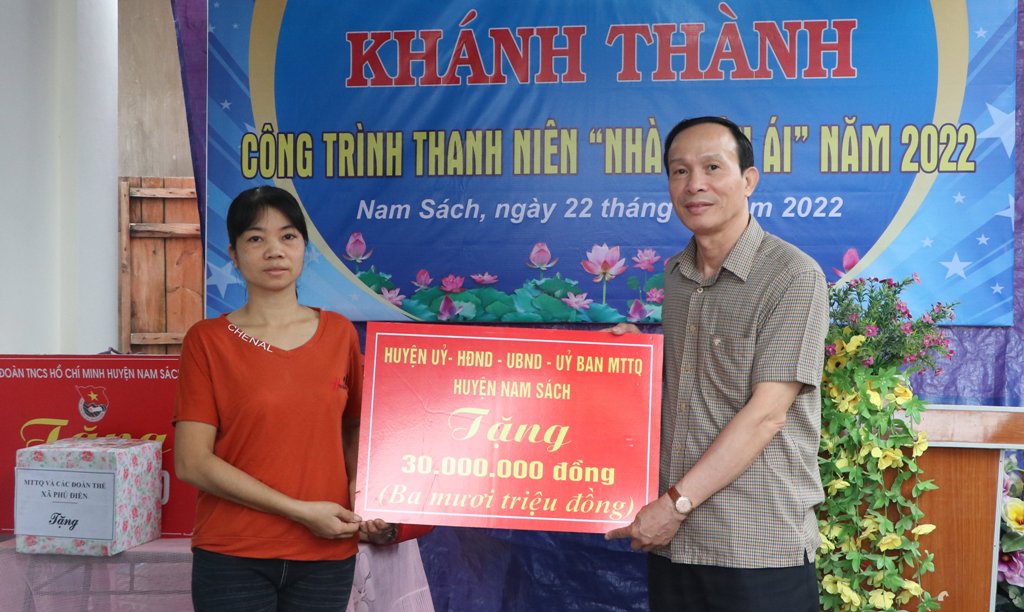 KHÁNH THÀNH
CÔNG TRÌNH THANH NIÊN “NHÀ ÁI” NĂM 2022
Nam Sách, ngày 22 tháng 2022
CHENAL
HUYỆN UỶ- HĐND - UBND - UỶ BAN MTTQ
HUYỆN NAM SÁCH
Tặng
30.000.000 đồng
(Ba mươi triệu đồng)
ĐOÀN TNCS HỒ CHÍ MINH HUYỆN NAM SÁCH
Tặng
MTTQ VÀ CÁC ĐOÀN THỂ
XÃ PHÚ ĐIỀN
Tặng